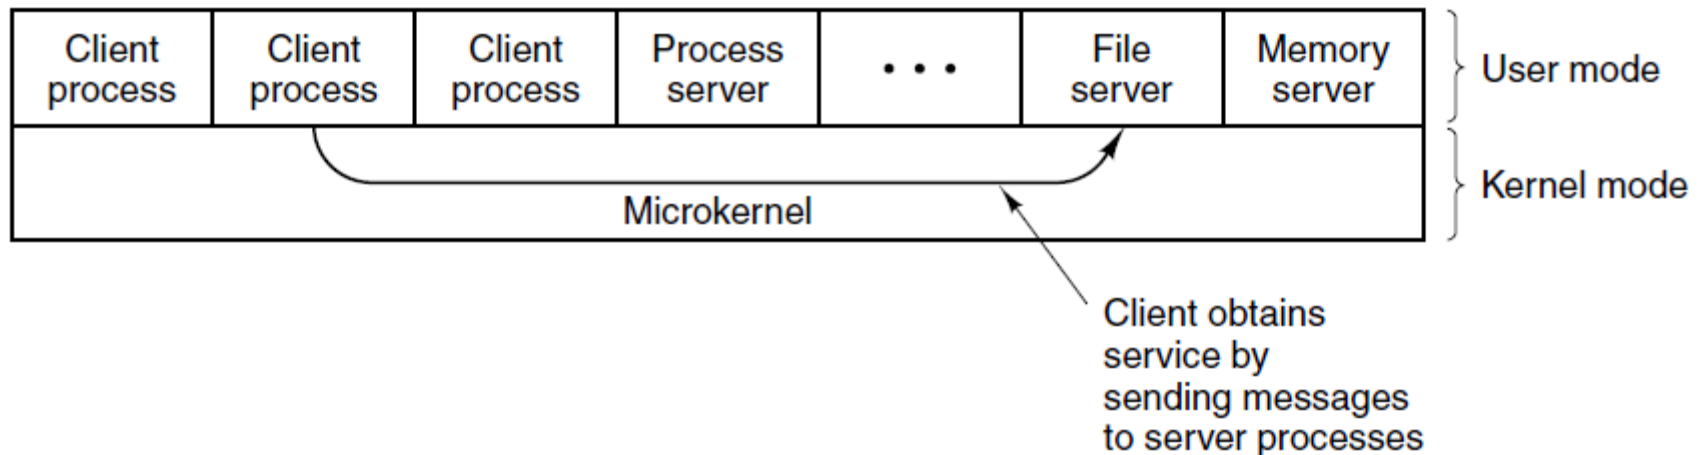 Client
process
Client
process
Client
process
Process
server
• • •
File
server
Memory
server
User mode
Microkernel
Kernel mode
Client obtains
service by
sending messages
to server processes